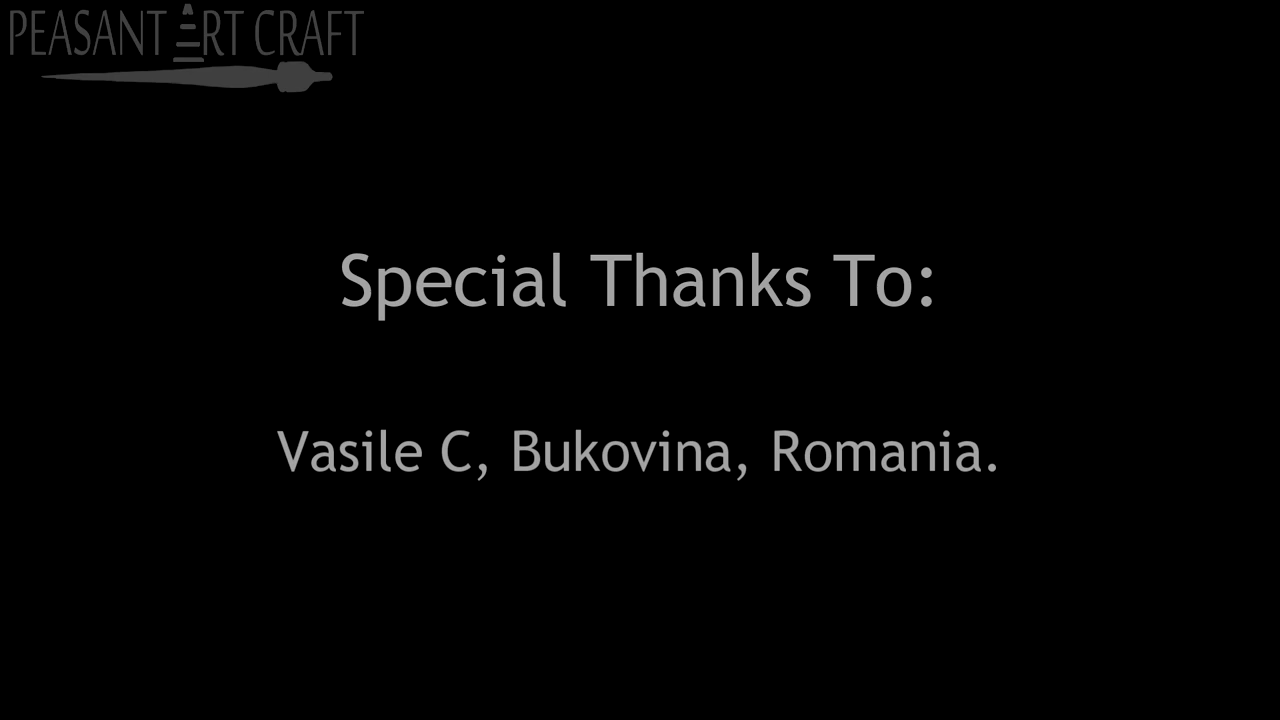 PEASANT ART CRAFT
Special Thanks To:
Vasile C, Bukovina, Romania.